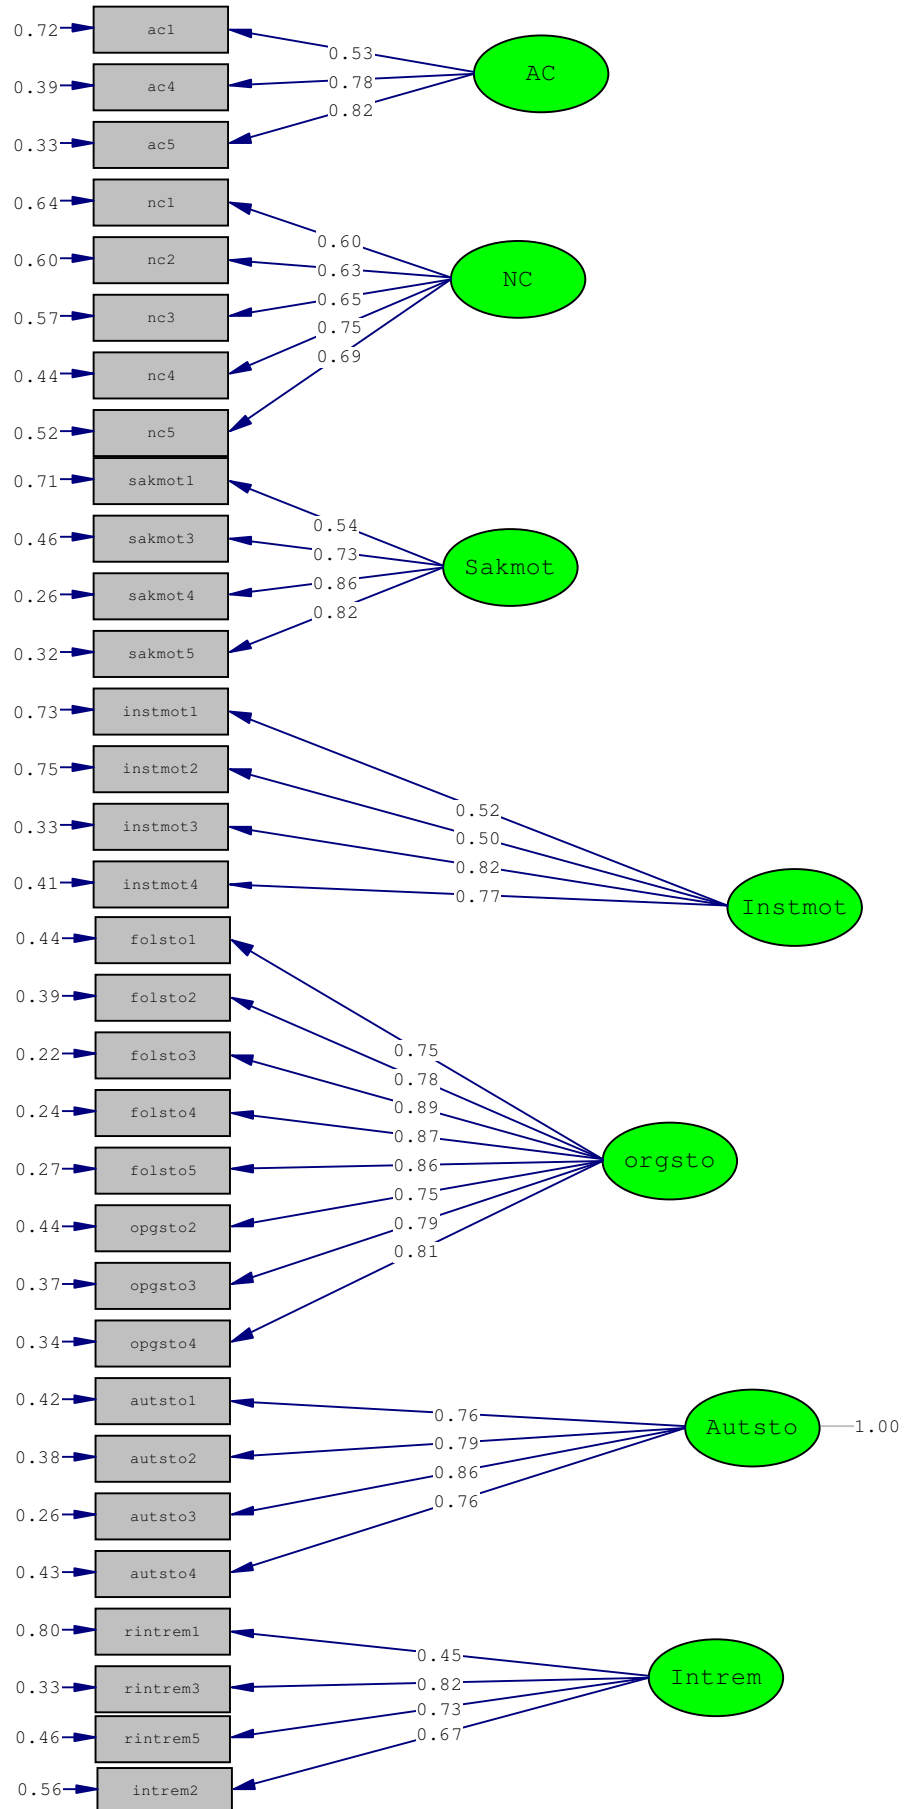 0.72 ac1
0.53
AC
0.39 ac4
0.78
0.82
0.33 ac5
0.64 nc1
0.60
0.60 nc2
0.63
NC
0.65
0.57 nc3
0.75
0.69
0.44 nc4
0.52 nc5
0.71 sakmot1
0.54
0.46 sakmot3
0.73
Sakmot
0.86
0.26 sakmot4
0.82
0.32 sakmot5
0.73 instmot1
0.75 instmot2
0.52
0.33 instmot3
0.50
0.82
0.41 instmot4
0.77
Instmot
0.44 folsto1
0.39 folsto2
0.22 folsto3
0.75
0.78
0.89
0.24 folsto4
0.87
0.27 folsto5
0.86
orgsto
0.75
0.44 opgsto2
0.79
0.81
0.37 opgsto3
0.34 opgsto4
0.42 autsto1
0.76
Autsto 1.00
0.79
0.38 autsto2
0.86
0.76
0.26 autsto3
0.43 autsto4
0.80 rintrem1
0.45
0.33 rintrem3
0.82
Intrem
0.73
0.46 rintrem5
0.67
0.56 intrem2